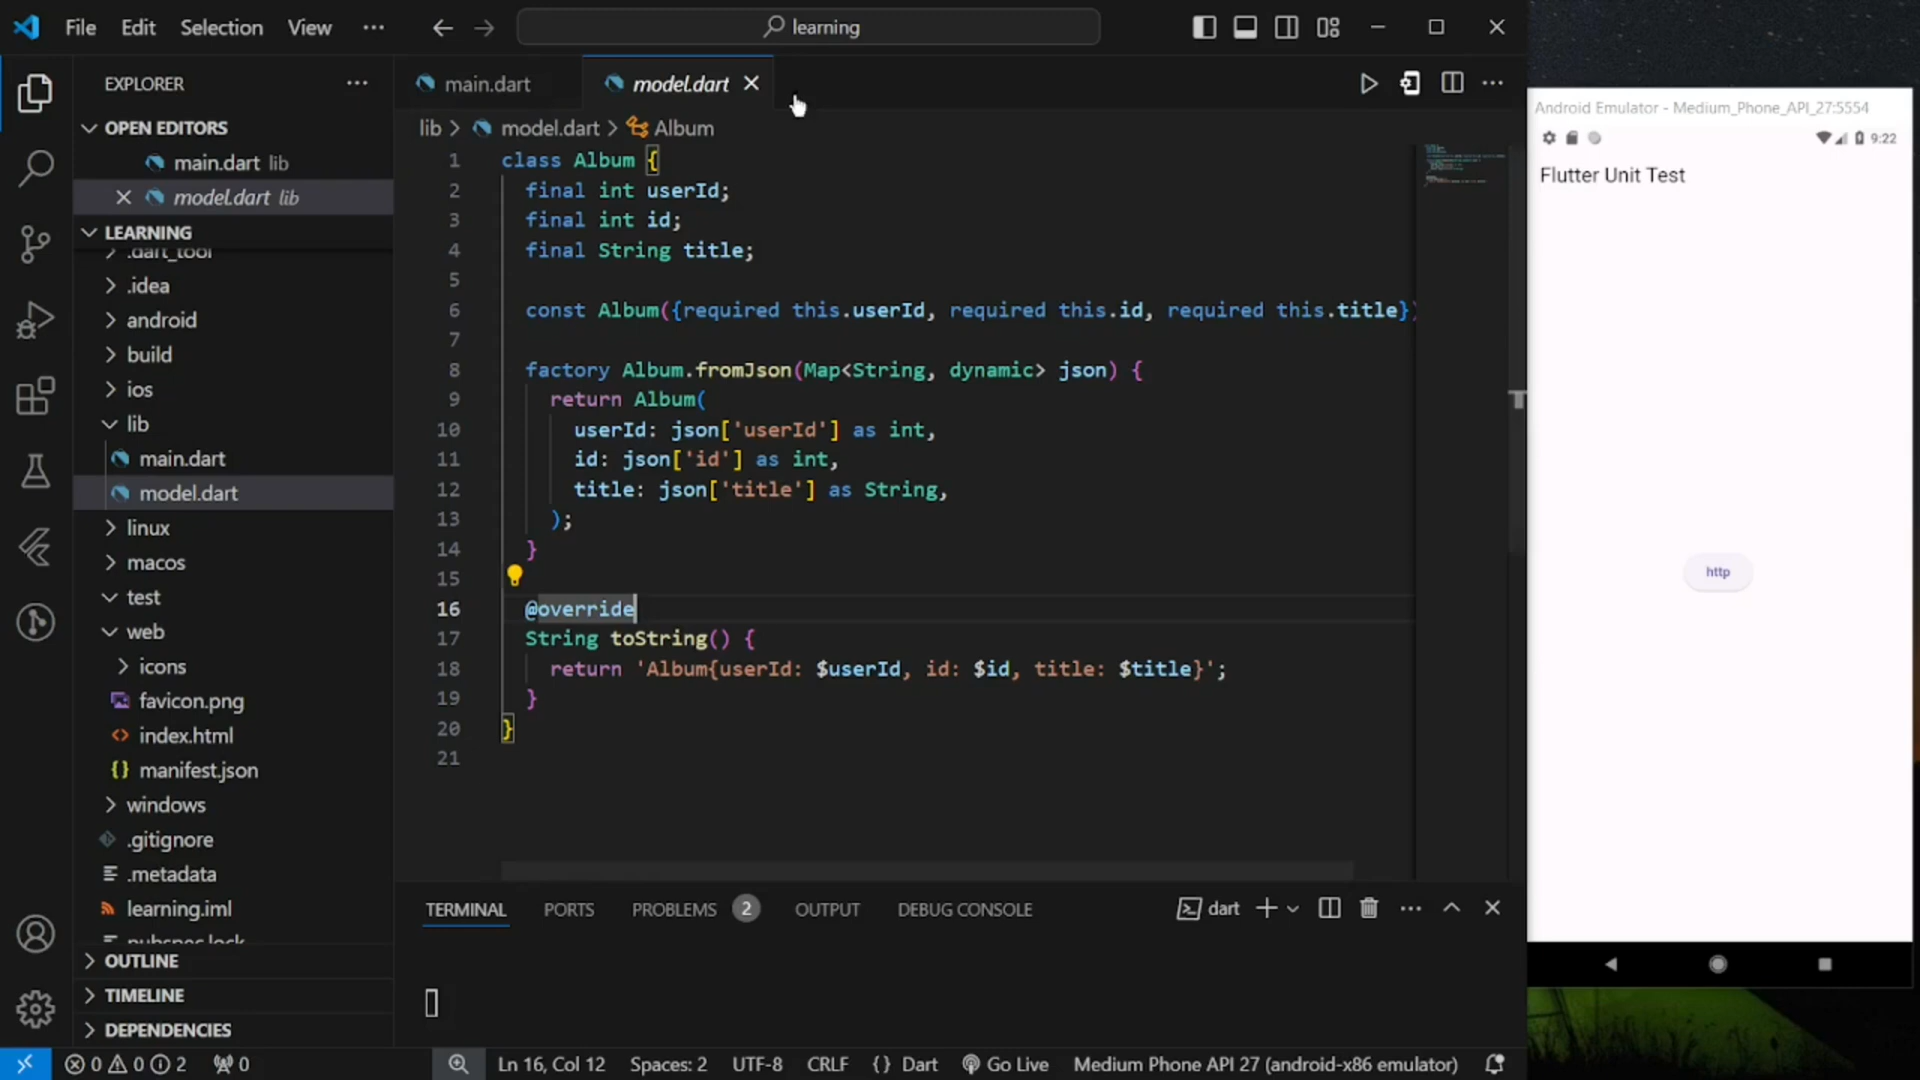 File Edit Selection View
learning
EXPLORER
OPEN EDITORS
main.dart lib
model.dart lib
LEARNING
.dart_tool
.idea
android
build
ios
lib
main.dart
model.dart
linux
macos
test
web
icons
favicon.png
index.html
manifest.json
windows
.gitignore
.metadata
learning.iml
pubspec.lock
OUTLINE
TIMELINE
DEPENDENCIES
main.dart model.dart
lib > model.dart > Album
1 class Album {
2 final int userId;
3 final int id;
4 final String title;
5
6 const Album({required this.userId, required this.id, required this.title})
7
8 factory Album.fromJson(Map<String, dynamic> json) {
9 return Album(
10 userId: json['userId'] as int,
11 id: json['id'] as int,
12 title: json['title'] as String,
13 );
14 }
15
16 @override
17 String toString() {
18 return 'Album{userId: $userId, id: $id, title: $title}';
19 }
20 }
21
TERMINAL PORTS PROBLEMS 2 OUTPUT DEBUG CONSOLE dart
0 0 2 0 Ln 16, Col 12 Spaces: 2 UTF-8 CRLF {} Dart Go Live Medium Phone API 27 (android-x86 emulator)
Android Emulator - Medium_Phone_API_27:5554
9:22
Flutter Unit Test
http